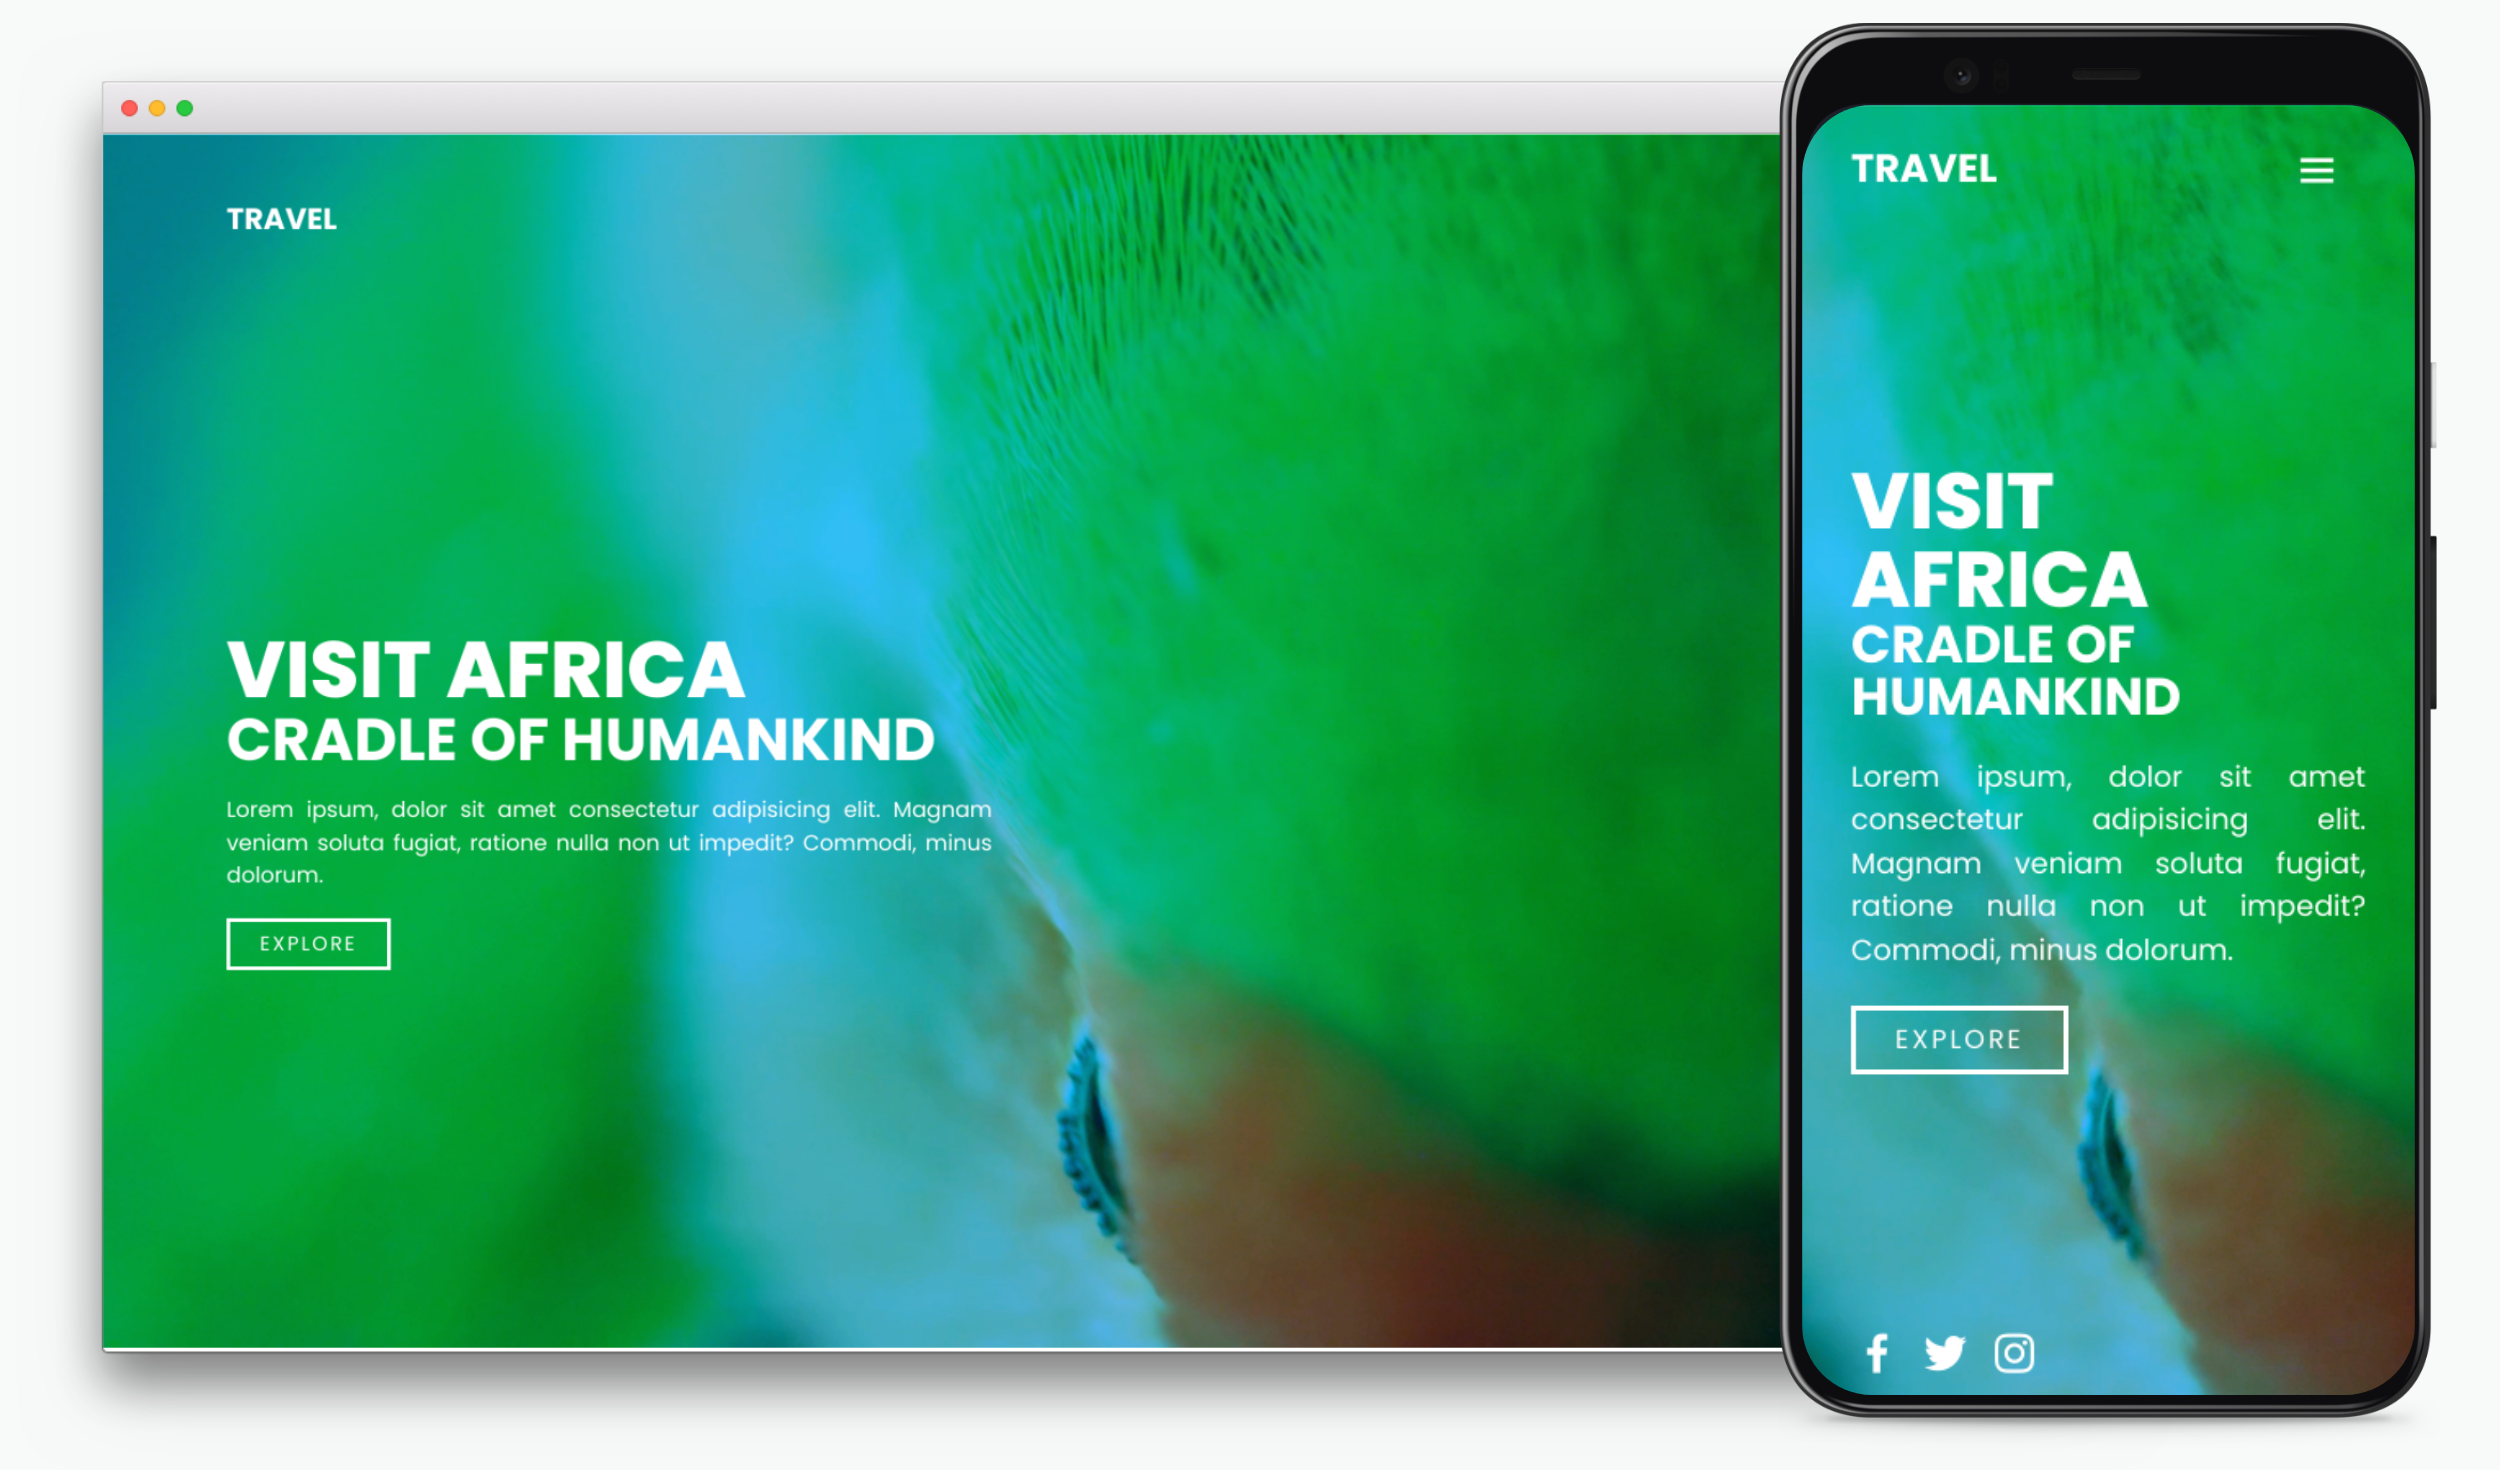 TRAVEL
VISIT AFRICA
CRADLE OF HUMANKIND
Lorem ipsum, dolor sit amet consectetur adipisicing elit. Magnam
veniam soluta fugiat, ratione nulla non ut impedit? Commodi, minus
dolorum.
EXPLORE
TRAVEL
VISIT
AFRICA
CRADLE OF
HUMANKIND
Lorem ipsum, dolor sit amet
consectetur adipisicing elit.
Magnam veniam soluta fugiat,
ratione nulla non ut impedit?
Commodi, minus dolorum.
EXPLORE